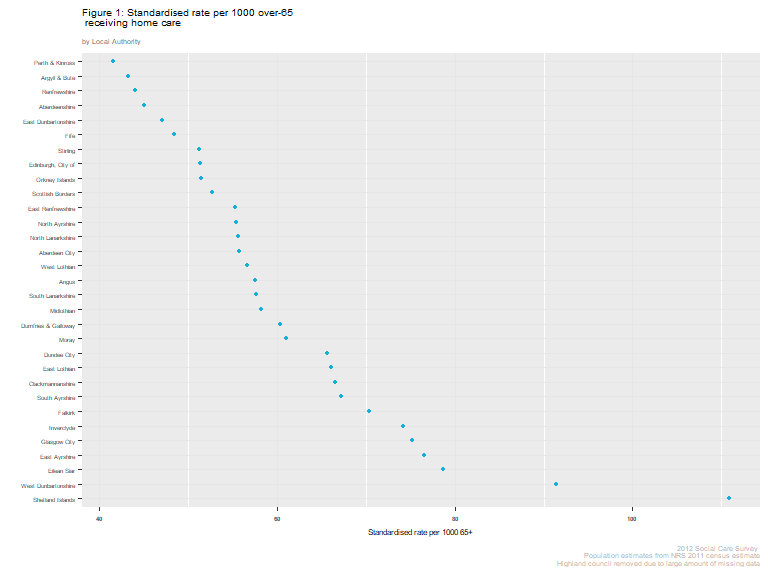 Figure 1: Standardised rate per 1000 over-65
receiving home care
by Local Authority
Perth & Kinross
Argyll & Bute
Renfrewshire
Aberdeenshire
East Dunbartonshire
Fife
Stirling
Edinburgh, City of
Orkney Islands
Scottish Borders
East Renfrewshire
North Ayrshire
North Lanarkshire
Aberdeen City
West Lothian
Angus
South Lanarkshire
Midlothian
Dumfries & Galloway
Moray
Dundee City
East Lothian
Clackmannanshire
South Ayrshire
Falkirk
Inverclyde
Glasgow City
East Ayrshire
Eilean Siar
West Dunbartonshire
Shetland Islands
40 60 80 100
Standardised rate per 1000 65+
2012 Social Care Survey
Population estimates from NRS 2011 census estimate
Highland council removed due to large amount of missing data